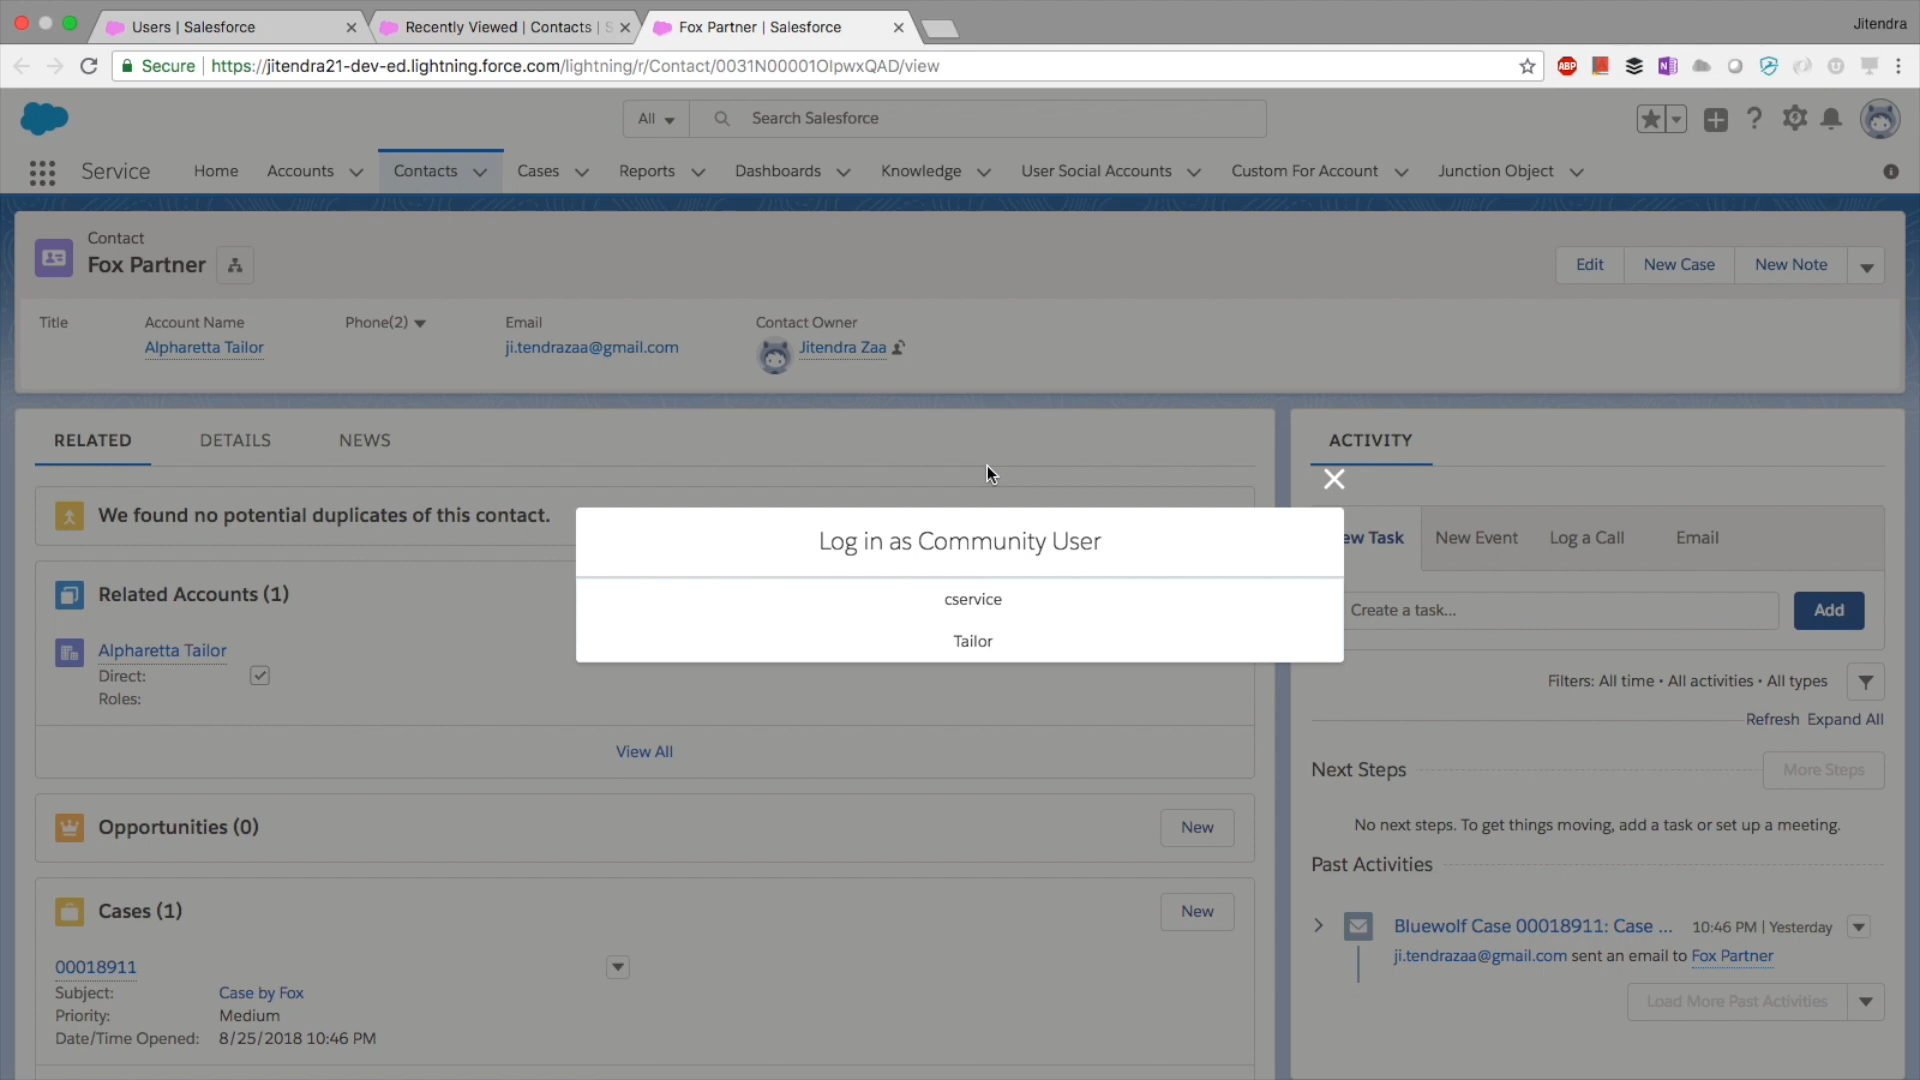 Users | Salesforce
Recently Viewed | Contacts | S
Fox Partner | Salesforce
Jitendra
Secure
https://jitendra21-dev-ed.lightning.force.com/lightning/r/Contact/0031N00001OIpwxQAD/view
ABP
All
Search Salesforce
Service
Home
Accounts
Contacts
Cases
Reports
Dashboards
Knowledge
User Social Accounts
Custom For Account
Junction Object
Contact
Fox Partner
Edit
New Case
New Note
Title
Account Name
Phone(2)
Email
Contact Owner
Alpharetta Tailor
ji.tendrazaa@gmail.com
Jitendra Zaa
RELATED
DETAILS
NEWS
We found no potential duplicates of this contact.
Related Accounts (1)
Alpharetta Tailor
Direct:
Roles:
View All
Opportunities (0)
New
Cases (1)
New
00018911
Subject:
Case by Fox
Priority:
Medium
Date/Time Opened:
8/25/2018 10:46 PM
Log in as Community User
cservice
Tailor
ACTIVITY
ew Task
New Event
Log a Call
Email
Create a task...
Add
Filters: All time • All activities • All types
Refresh
Expand All
Next Steps
More Steps
No next steps. To get things moving, add a task or set up a meeting.
Past Activities
Bluewolf Case 00018911: Case ...
10:46 PM | Yesterday
ji.tendrazaa@gmail.com sent an email to Fox Partner
Load More Past Activities